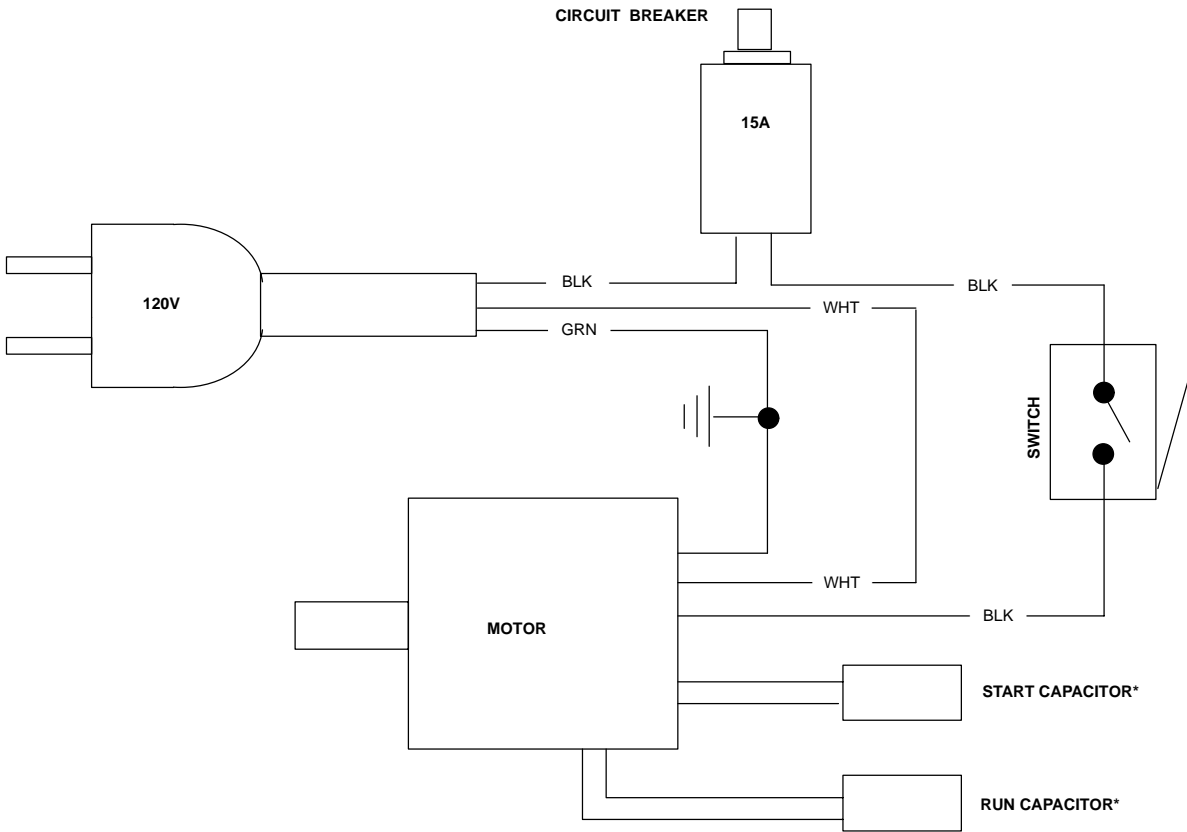 CIRCUIT BREAKER
15A
120V
BLK
BLK
WHT
GRN
SWITCH
WHT
MOTOR
BLK
START CAPACITOR*
RUN CAPACITOR*